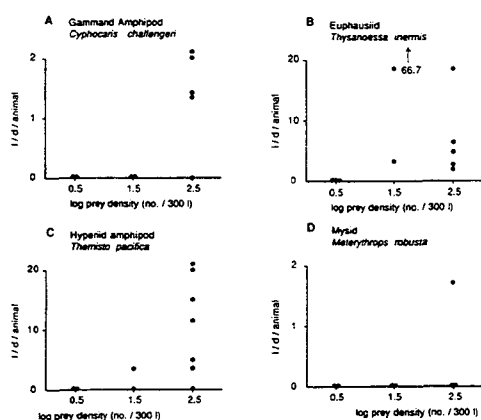 A Gammand Amphipod
Cyphocaris challengeri
2
1
0
l / d / animal
0.5 1.5 2.5
log prey density (no. / 300 l)
B Euphausiid
Thysanoessa inermis
66.7
20
10
0
l / d / animal
0.5 1.5 2.5
log prey density (no. / 300 l)
C Hyperiid amphipod
Themisto pacifica
20
10
0
l / d / animal
0.5 1.5 2.5
log prey density (no. / 300 l)
D Mysid
Meterythrops robusta
2
1
0
l / d / animal
0.5 1.5 2.5
log prey density (no. / 300 l)